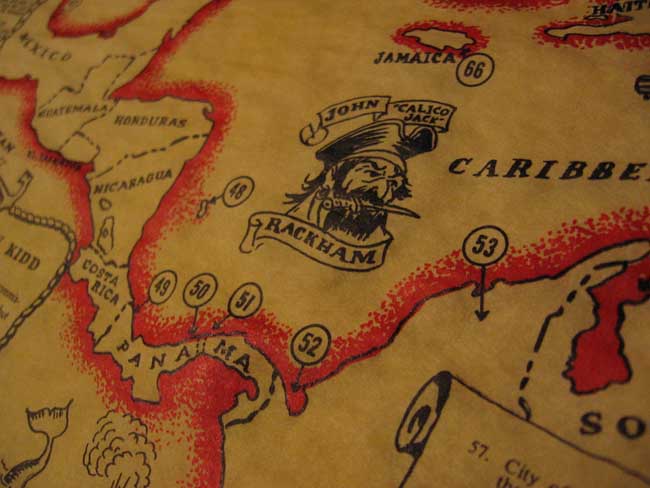 MEXICO
HAITI
JAMAICA
66
GUATEMALA
HONDURAS
JOHN "CALICO JACK"
RACKHAM
CARIBBE
NICARAGUA
48
KIDD
COSTA
RICA
53
49
50
51
52
PANAMA
SO
57. City of